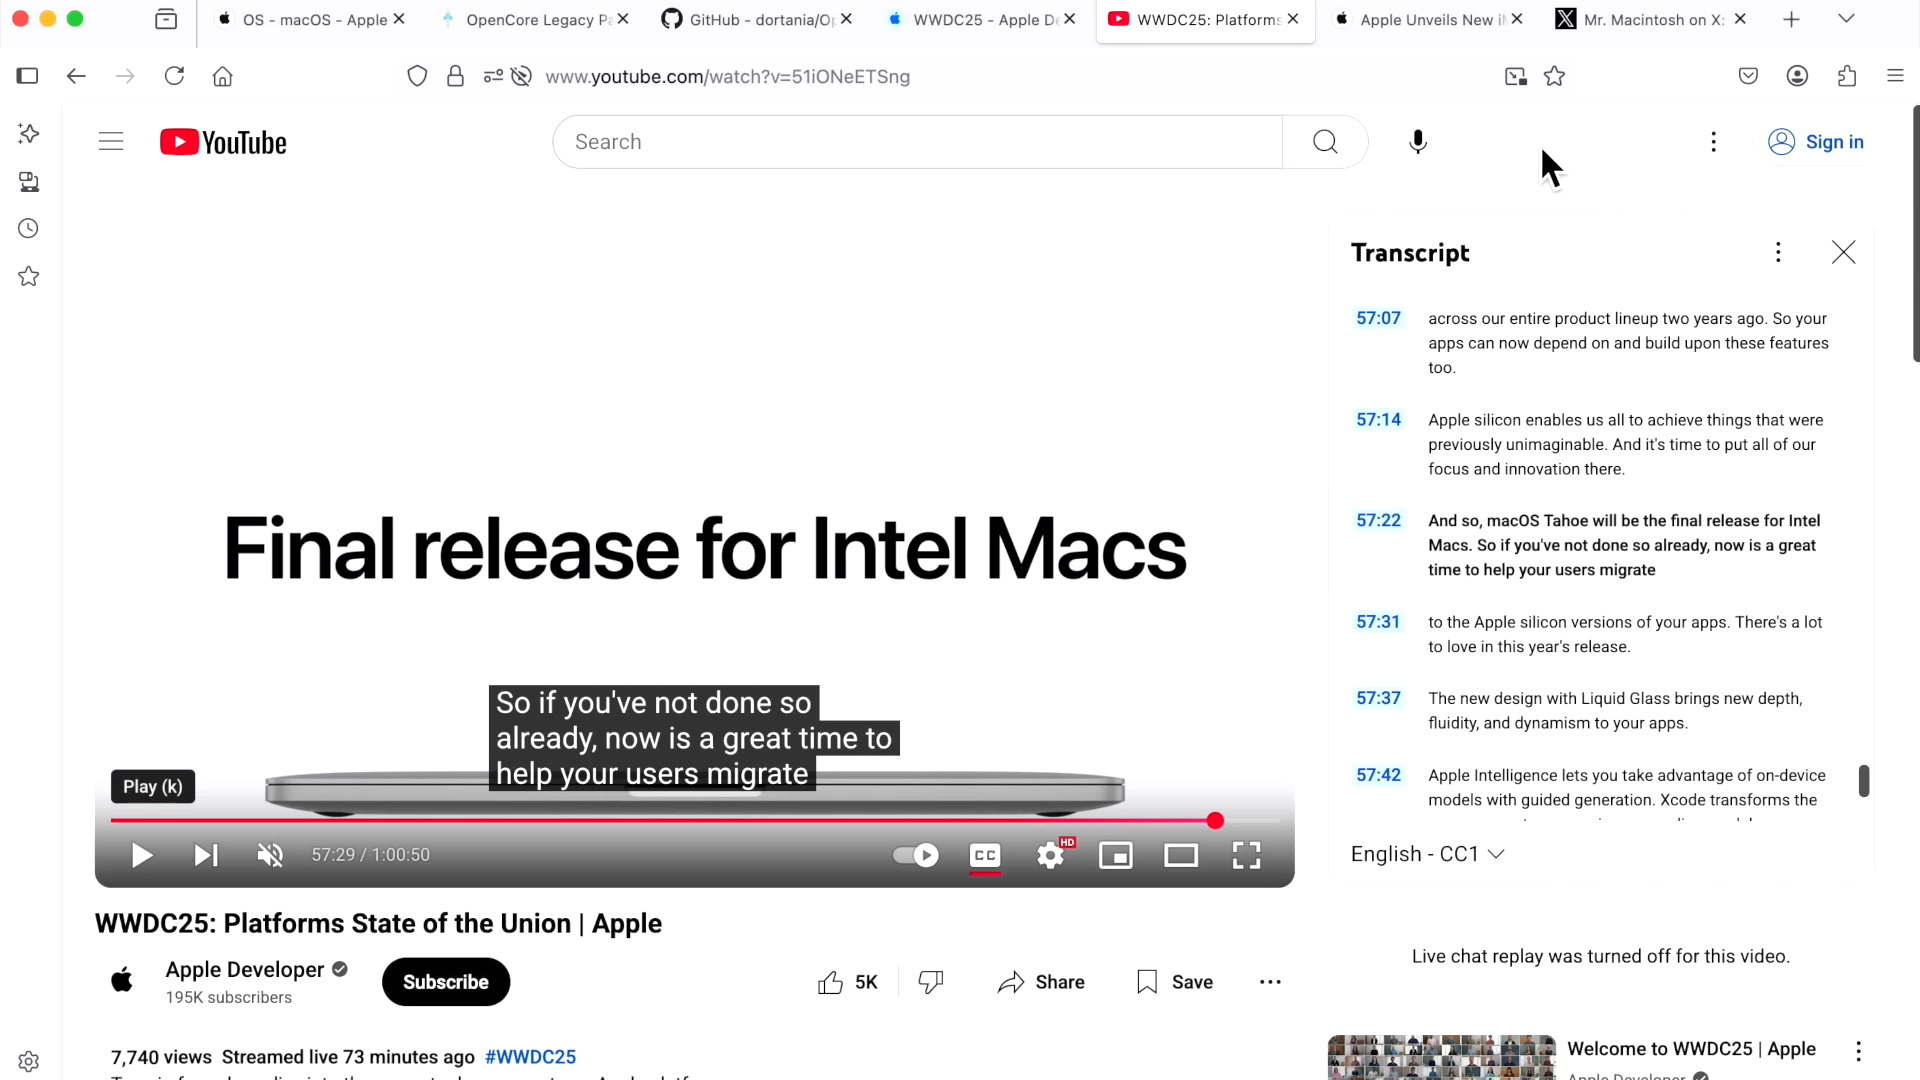 OS - macOS - Apple
OpenCore Legacy Pa
GitHub - dortania/Op
WWDC25 - Apple De
WWDC25: Platforms
Apple Unveils New i
Mr. Macintosh on X:
www.youtube.com/watch?v=51iONeETSng
YouTube
Search
Sign in
Transcript
57:07
across our entire product lineup two years ago. So your
apps can now depend on and build upon these features
too.
57:14
Apple silicon enables us all to achieve things that were
previously unimaginable. And it's time to put all of our
focus and innovation there.
57:22
And so, macOS Tahoe will be the final release for Intel
Macs. So if you've not done so already, now is a great
time to help your users migrate
57:31
to the Apple silicon versions of your apps. There's a lot
to love in this year's release.
57:37
The new design with Liquid Glass brings new depth,
fluidity, and dynamism to your apps.
57:42
Apple Intelligence lets you take advantage of on-device
models with guided generation. Xcode transforms the
English - CC1
Final release for Intel Macs
So if you've not done so
already, now is a great time to
help your users migrate
Play (k)
57:29 / 1:00:50
CC
HD
WWDC25: Platforms State of the Union | Apple
Apple Developer
195K subscribers
Subscribe
5K
Share
Save
7,740 views Streamed live 73 minutes ago #WWDC25
Live chat replay was turned off for this video.
Welcome to WWDC25 | Apple
Apple Developer